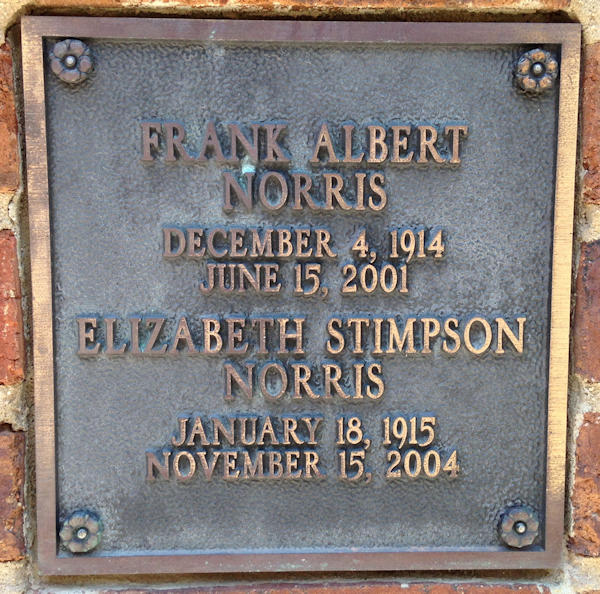 FRANK ALBERT
NORRIS
DECEMBER 4, 1914
JUNE 15, 2001
ELIZABETH STIMPSON
NORRIS
JANUARY 18, 1915
NOVEMBER 15, 2004